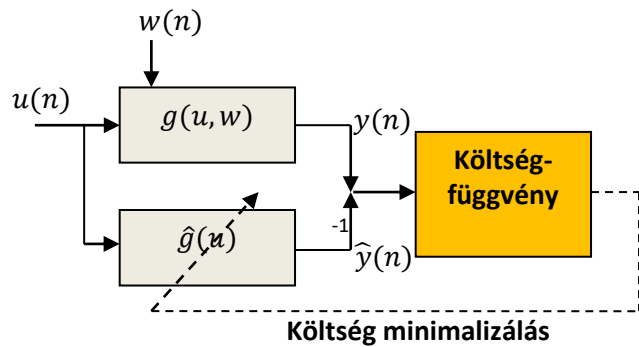 w(n)
u(n)
g(u, w)
y(n)
Költség-
függvény
ĝ(u)
-1
ŷ(n)
Költség minimalizálás